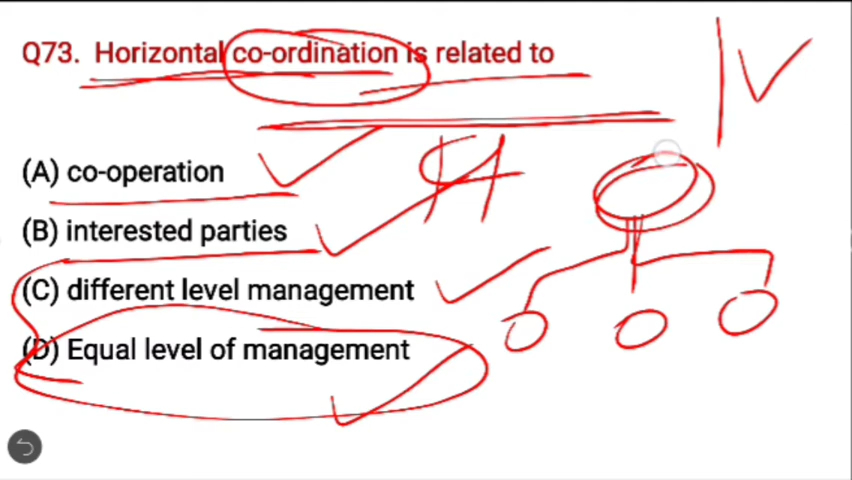 Q73. Horizontal co-ordination is related to
(A) co-operation
(B) interested parties
(C) different level management
(D) Equal level of management